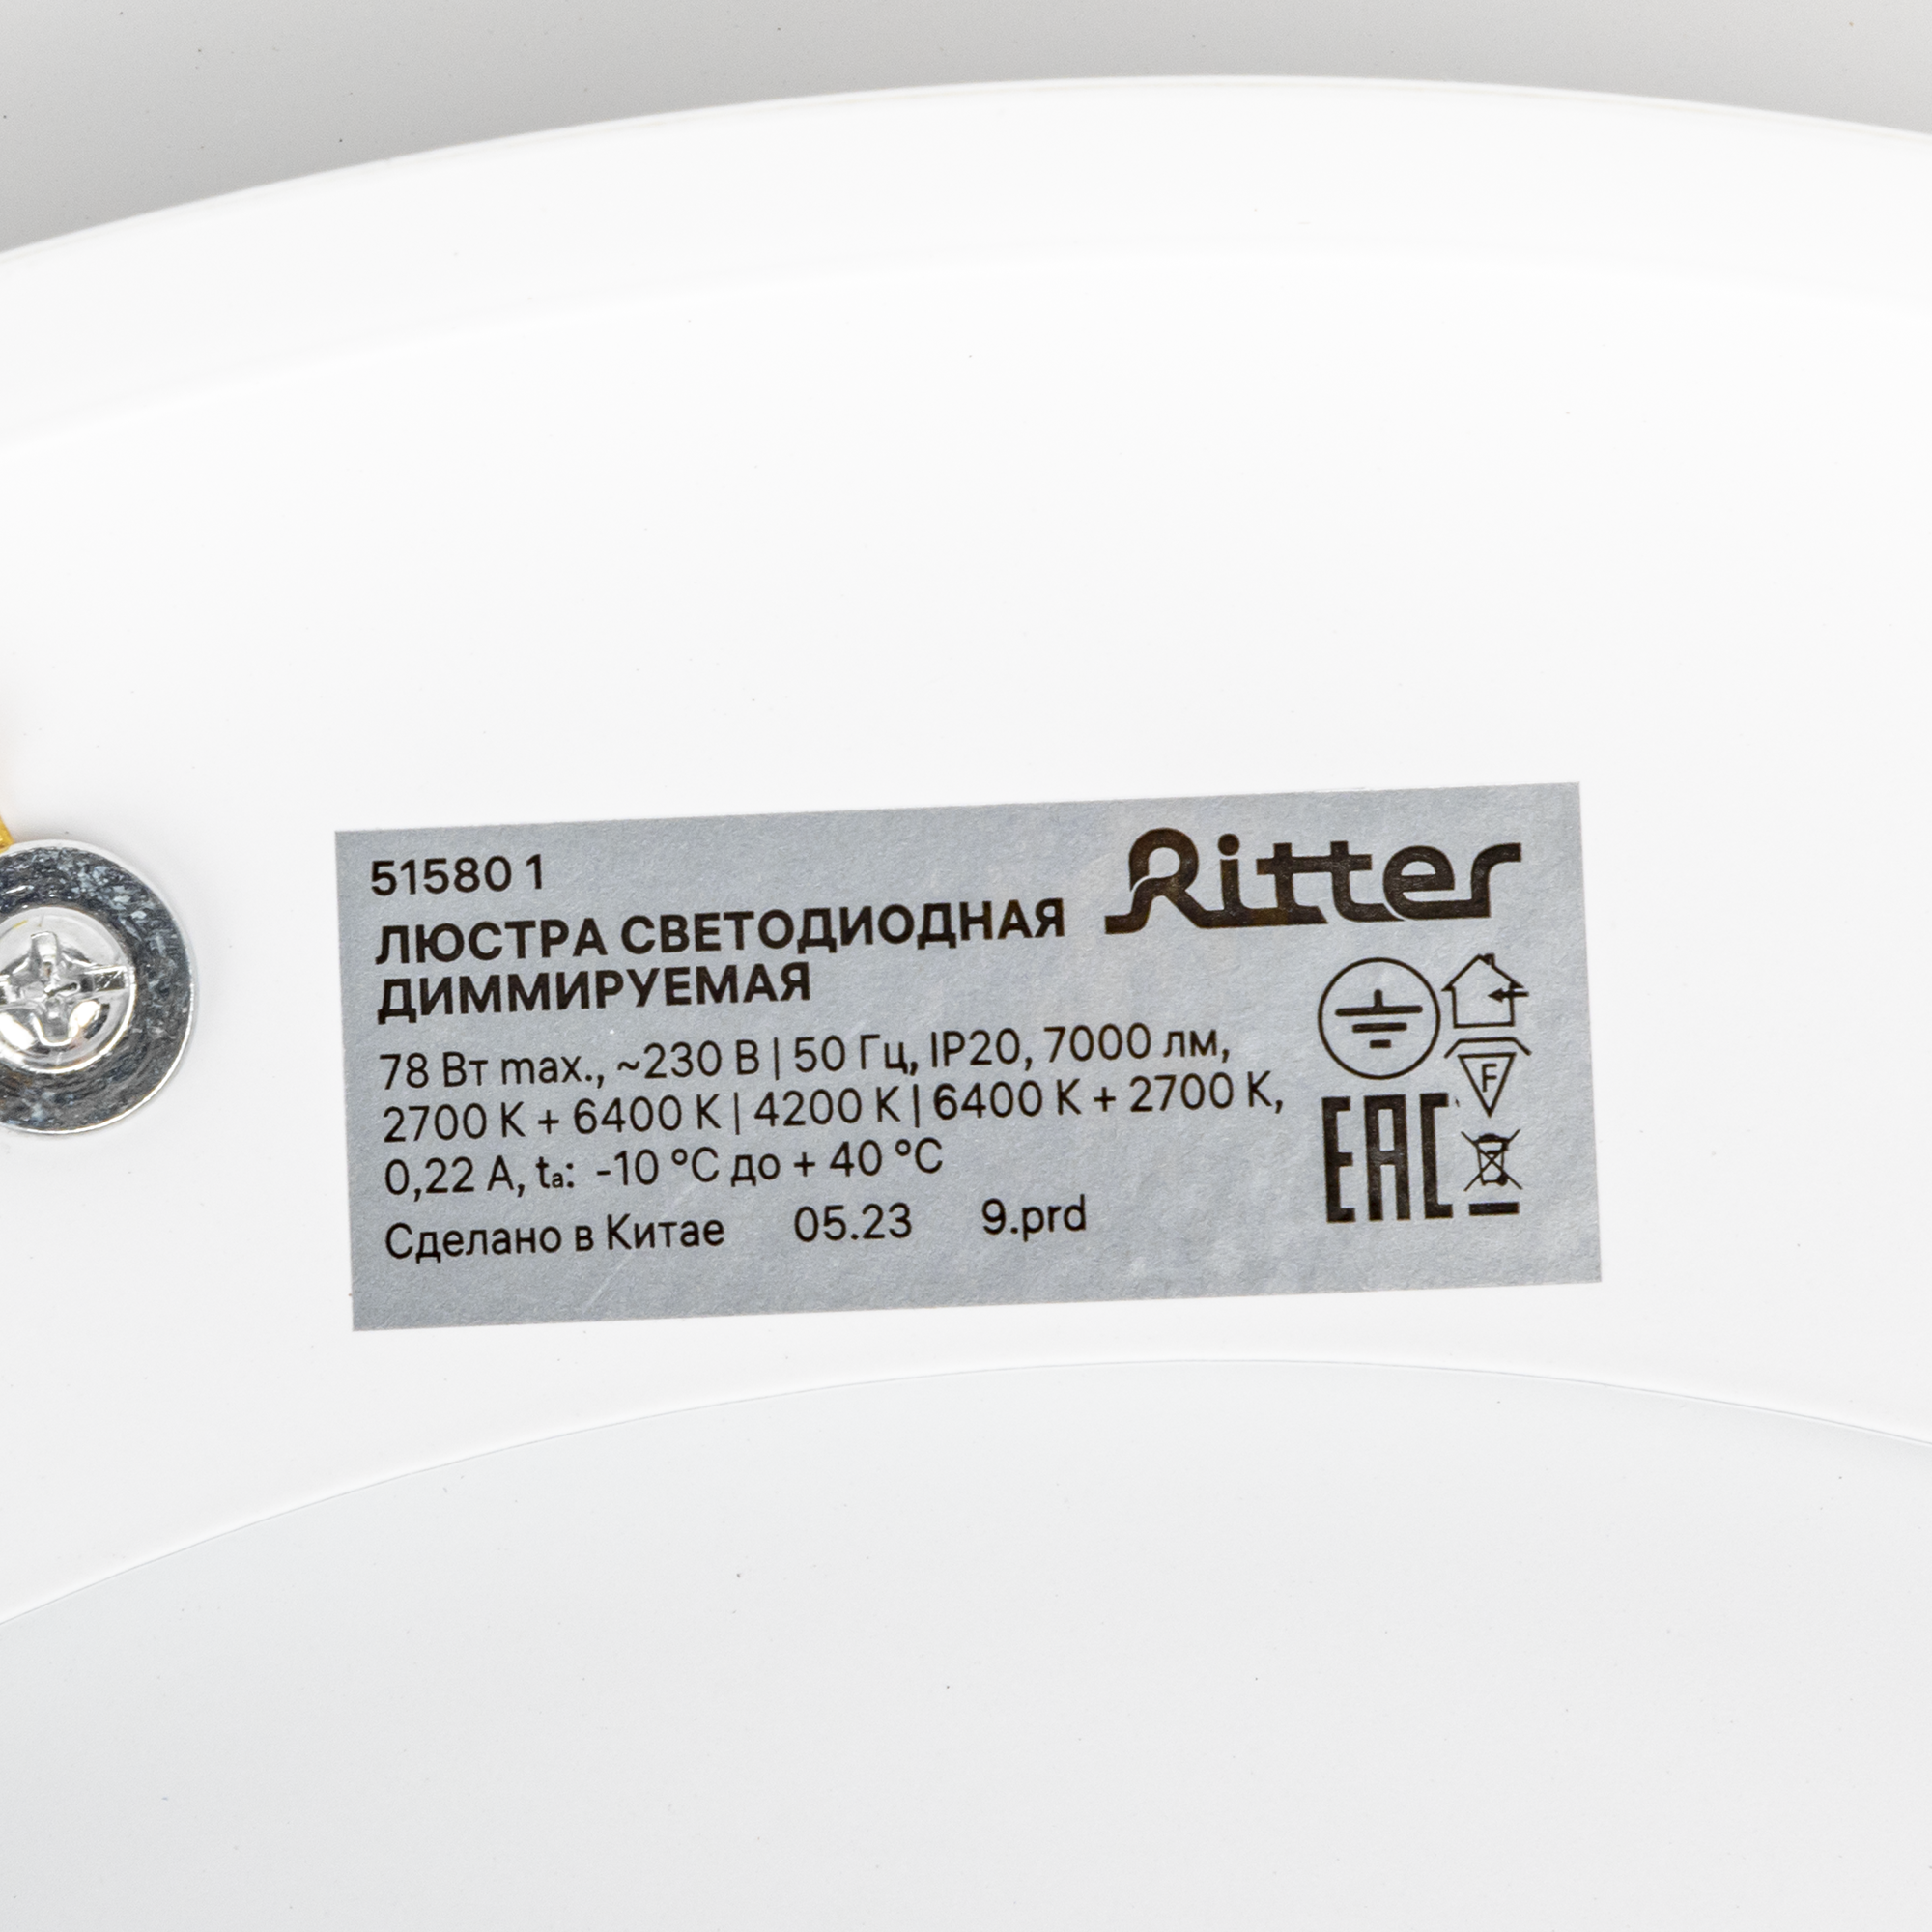 51580 1
Ritter
ЛЮСТРА СВЕТОДИОДНАЯ
ДИММИРУЕМАЯ
78 Вт max., ~230 В | 50 Гц, IP20, 7000 лм,
2700 К + 6400 К | 4200 К | 6400 К + 2700 К,
0,22 А, tа: -10 °С до + 40 °С
Сделано в Китае 05.23 9.prd
F
EAC